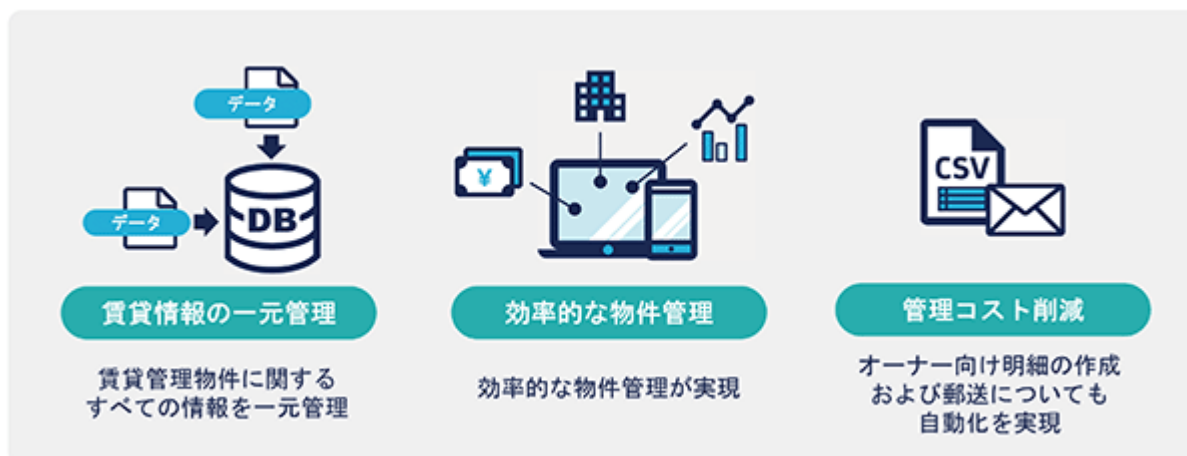 データ
データ
DB
賃貸情報の一元管理
賃貸管理物件に関する
すべての情報を一元管理
¥
効率的な物件管理
効率的な物件管理が実現
CSV
管理コスト削減
オーナー向け明細の作成
および郵送についても
自動化を実現